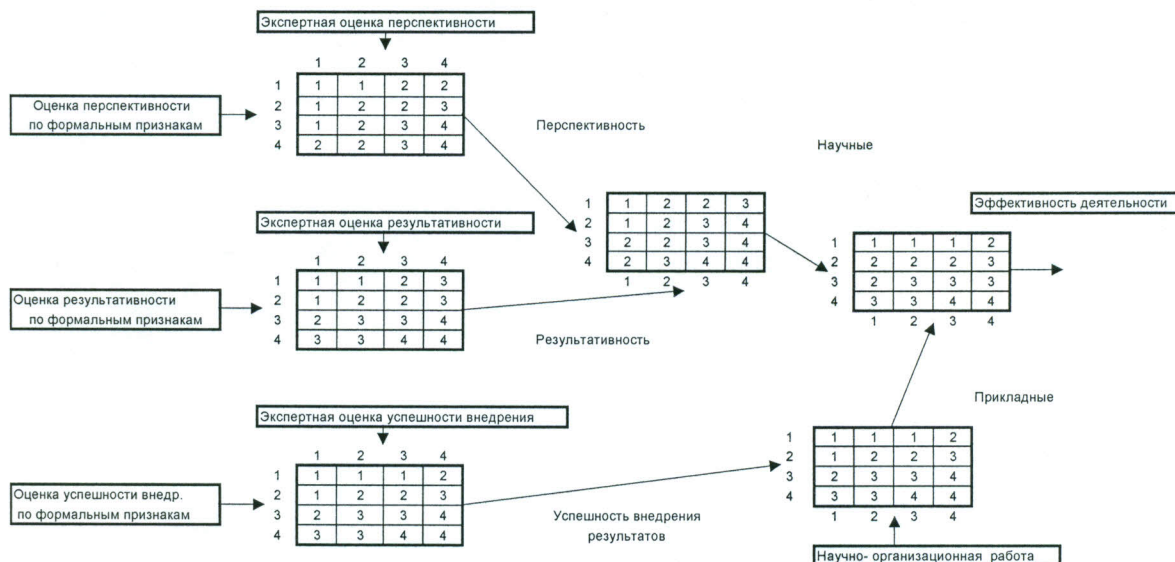 Экспертная оценка перспективности
1 2 3 4
1 1 1 2 2
2 1 2 2 3
3 1 2 3 4
4 2 2 3 4
Оценка перспективности
по формальным признакам
Перспективность
Научные
Экспертная оценка результативности
1 2 3 4
1 1 1 2 3
2 1 2 2 3
3 2 3 3 4
4 3 3 4 4
Оценка результативности
по формальным признакам
Результативность
1 1 2 2 3
2 1 2 3 4
3 2 2 3 4
4 2 3 4 4
1 2 3 4
Эффективность деятельности
1 1 1 1 2
2 2 2 2 3
3 2 3 3 3
4 3 3 4 4
1 2 3 4
Прикладные
Экспертная оценка успешности внедрения
1 2 3 4
1 1 1 1 2
2 1 2 2 3
3 2 3 3 4
4 3 3 4 4
Оценка успешности внедр.
по формальным признакам
Успешность внедрения
результатов
1 1 1 1 2
2 1 2 2 3
3 2 3 3 4
4 3 3 4 4
1 2 3 4
Научно- организационная работа